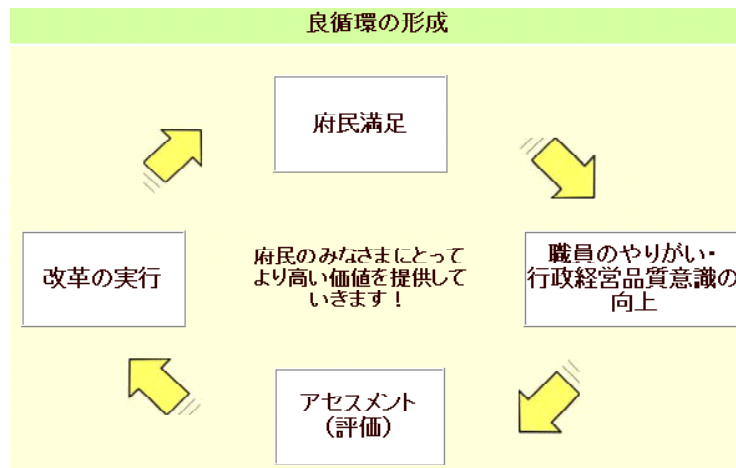 良循環の形成
府民満足
改革の実行
府民のみなさまにとって
より高い価値を提供して
いきます！
職員のやりがい・
行政経営品質意識の
向上
アセスメント
（評価）